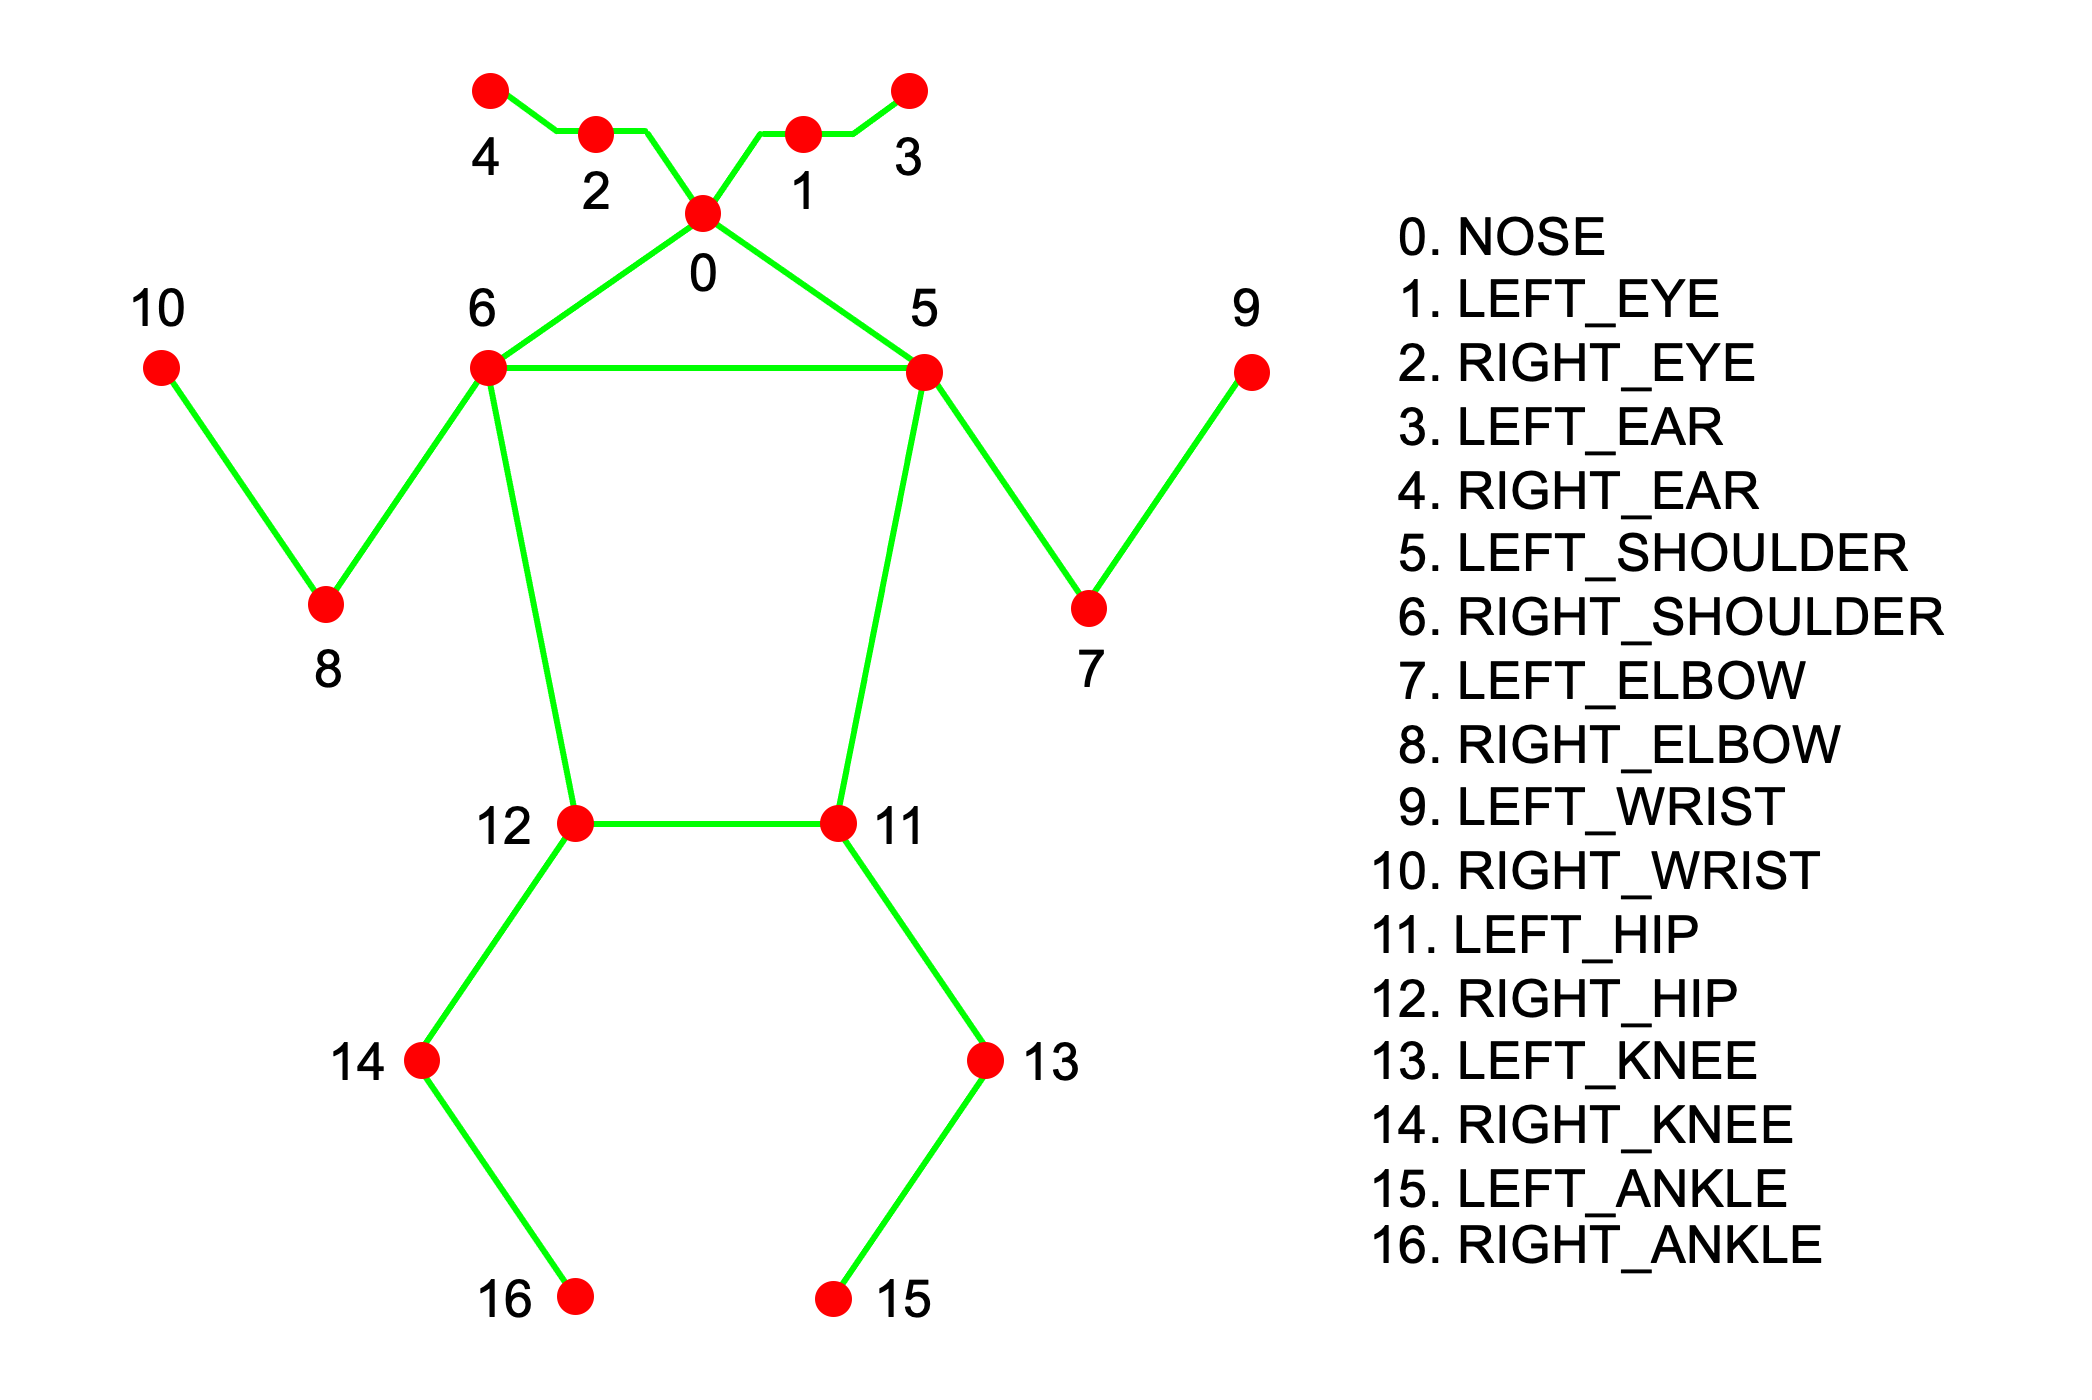 4
3
2
1
0
10
6
5
9
8
7
12
11
14
13
16
15
0. NOSE
1. LEFT_EYE
2. RIGHT_EYE
3. LEFT_EAR
4. RIGHT_EAR
5. LEFT_SHOULDER
6. RIGHT_SHOULDER
7. LEFT_ELBOW
8. RIGHT_ELBOW
9. LEFT_WRIST
10. RIGHT_WRIST
11. LEFT_HIP
12. RIGHT_HIP
13. LEFT_KNEE
14. RIGHT_KNEE
15. LEFT_ANKLE
16. RIGHT_ANKLE